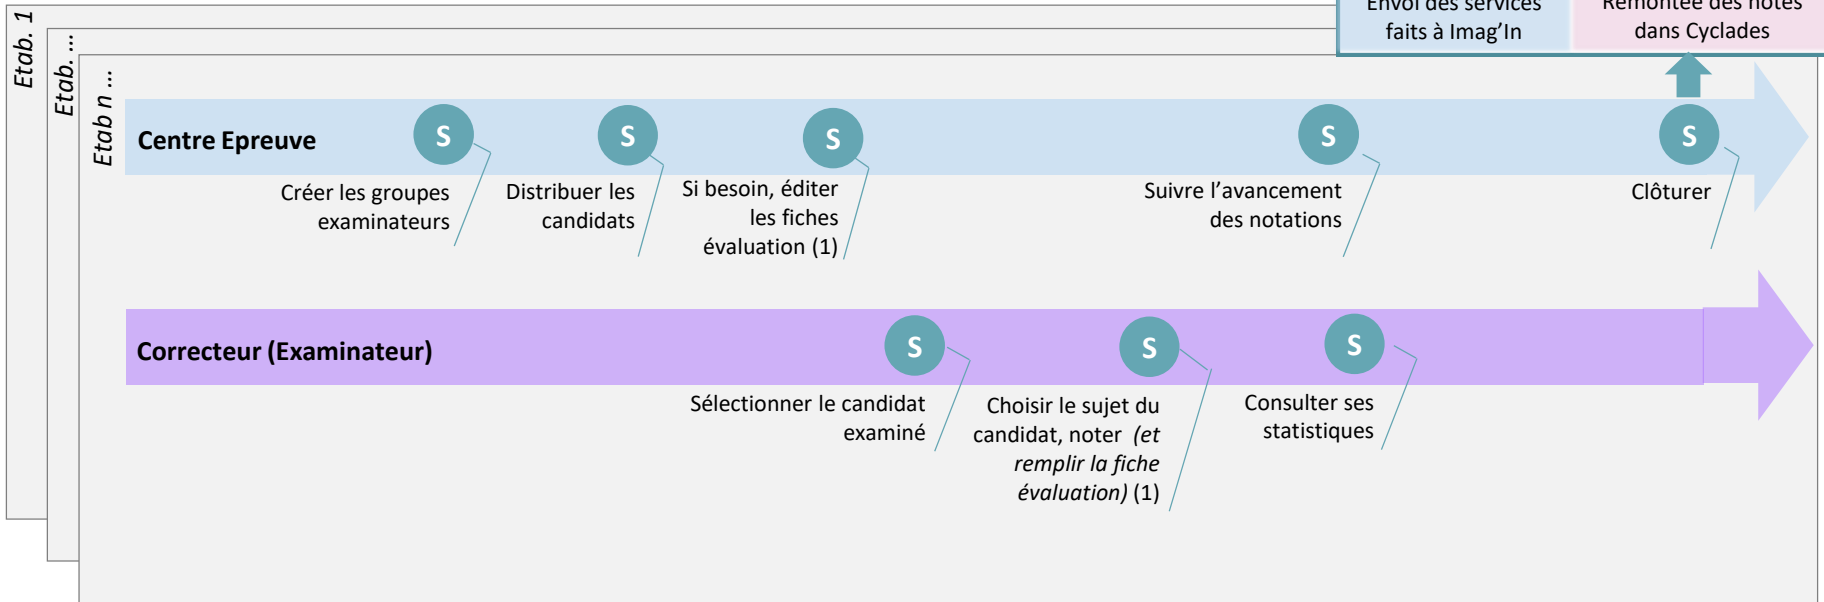 Envoi des services
faits à Imag'In
Remontée des notes
dans Cyclades
Etab. 1
Etab. ...
Etab n ...
Centre Epreuve
S
S
S
S
S
Créer les groupes
examinateurs
Distribuer les
candidats
Si besoin, éditer
les fiches
évaluation (1)
Suivre l'avancement
des notations
Clôturer
Correcteur (Examinateur)
S
S
S
Sélectionner le candidat
examiné
Choisir le sujet du
candidat, noter (et
remplir la fiche
évaluation) (1)
Consulter ses
statistiques